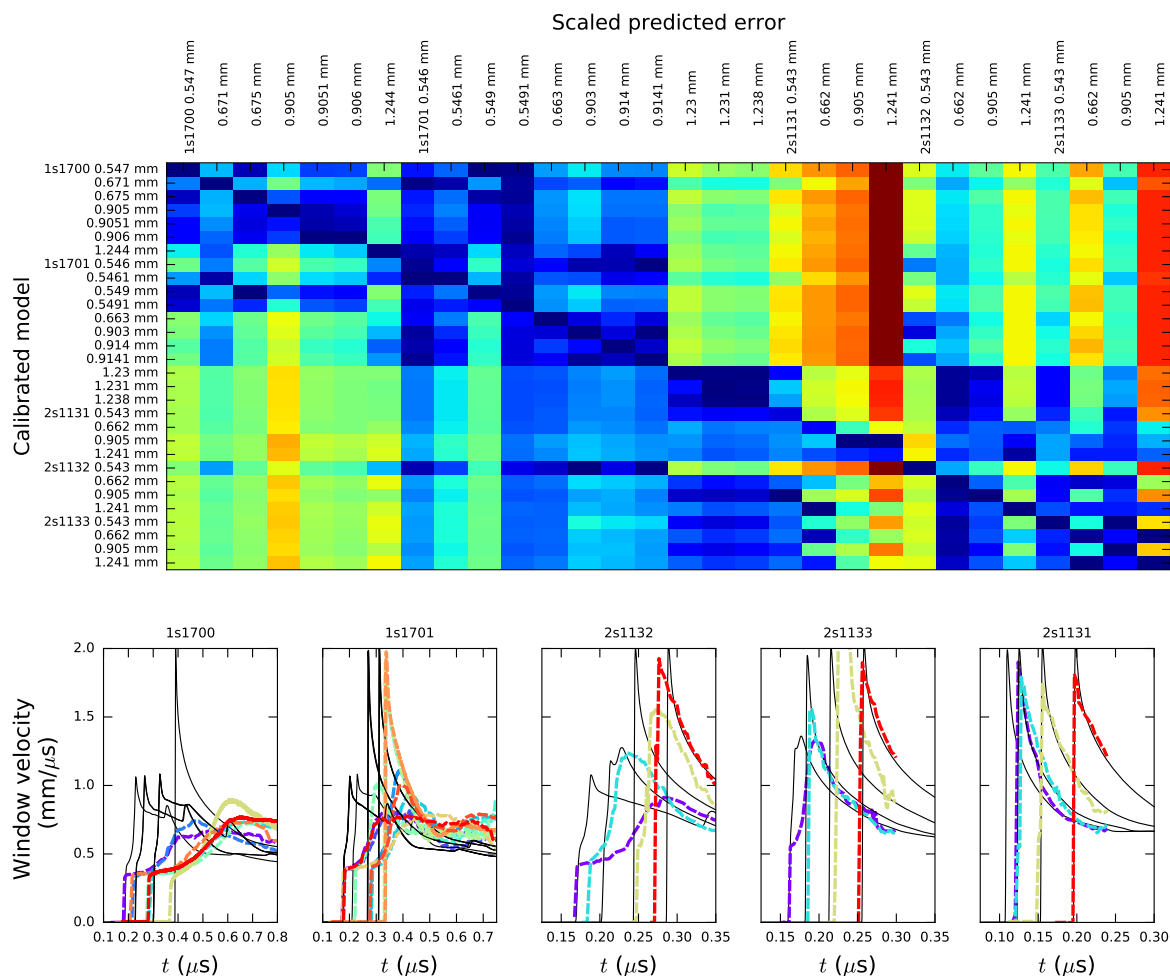 Scaled predicted error
1s1700 0.547 mm
0.671 mm
0.675 mm
0.905 mm
0.9051 mm
0.906 mm
1.244 mm
1s1701 0.546 mm
0.5461 mm
0.549 mm
0.5491 mm
0.663 mm
0.903 mm
0.914 mm
0.9141 mm
1.23 mm
1.231 mm
1.238 mm
2s1131 0.543 mm
0.662 mm
0.905 mm
1.241 mm
2s1132 0.543 mm
0.662 mm
0.905 mm
1.241 mm
2s1133 0.543 mm
0.662 mm
0.905 mm
1.241 mm
Calibrated model
1s1700 0.547 mm
0.671 mm
0.675 mm
0.905 mm
0.9051 mm
0.906 mm
1.244 mm
1s1701 0.546 mm
0.5461 mm
0.549 mm
0.5491 mm
0.663 mm
0.903 mm
0.914 mm
0.9141 mm
1.23 mm
1.231 mm
1.238 mm
2s1131 0.543 mm
0.662 mm
0.905 mm
1.241 mm
2s1132 0.543 mm
0.662 mm
0.905 mm
1.241 mm
2s1133 0.543 mm
0.662 mm
0.905 mm
1.241 mm
1s1700 1s1701 2s1132 2s1133 2s1131
Window velocity
(mm/μs)
2.0
1.5
1.0
0.5
0.0
0.1 0.2 0.3 0.4 0.5 0.6 0.7 0.8
0.1 0.2 0.3 0.4 0.5 0.6 0.7
0.15 0.20 0.25 0.30 0.35
0.15 0.20 0.25 0.30 0.35
0.10 0.15 0.20 0.25 0.30
t (μs) t (μs) t (μs) t (μs) t (μs)